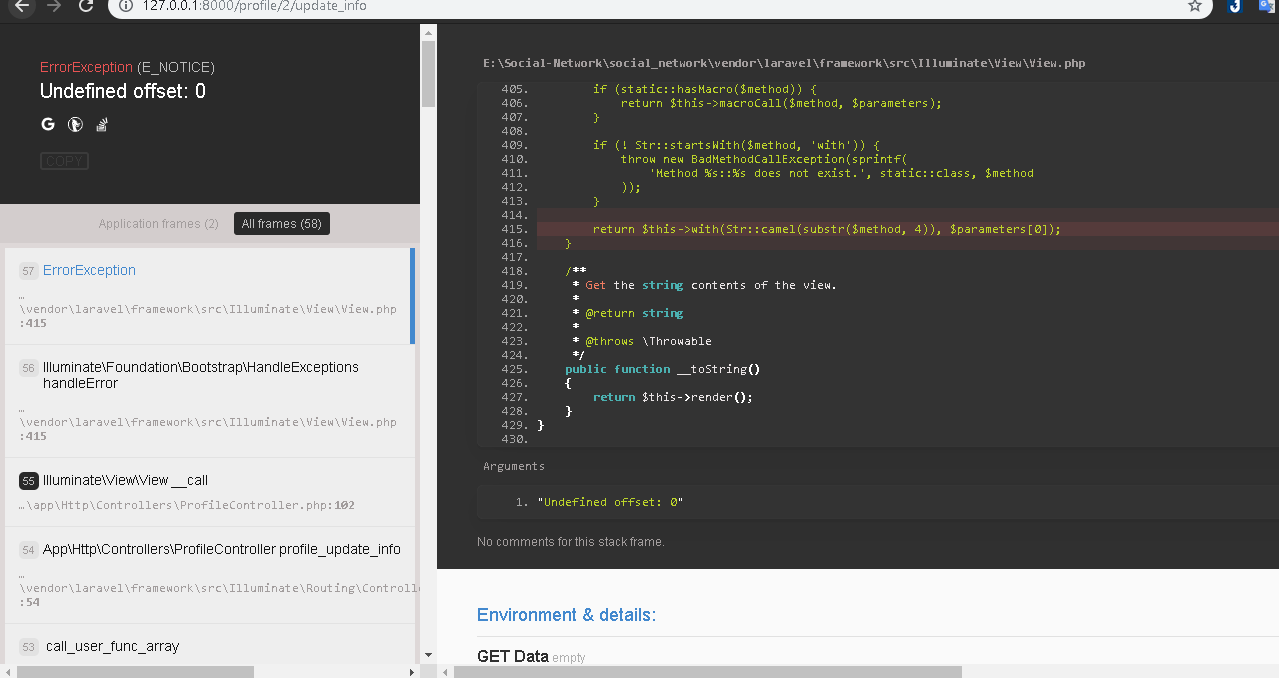 127.0.0.1:8000/profile/2/update_info
ErrorException (E_NOTICE)
Undefined offset: 0
COPY
Application frames (2) All frames (58)
57 ErrorException
…
\vendor\laravel\framework\src\Illuminate\View\View.php
:415
56 Illuminate\Foundation\Bootstrap\HandleExceptions
handleError
…
\vendor\laravel\framework\src\Illuminate\View\View.php
:415
55 Illuminate\View\View __call
…\app\Http\Controllers\ProfileController.php:102
54 App\Http\Controllers\ProfileController profile_update_info
…
\vendor\laravel\framework\src\Illuminate\Routing\Controll
:54
53 call_user_func_array
E:\Social-Network\social_network\vendor\laravel\framework\src\Illuminate\View\View.php
405. if (static::hasMacro($method)) {
406. return $this->macroCall($method, $parameters);
407. }
408.
409. if (! Str::startsWith($method, 'with')) {
410. throw new BadMethodCallException(sprintf(
411. 'Method %s::%s does not exist.', static::class, $method
412. ));
413. }
414.
415. return $this->with(Str::camel(substr($method, 4)), $parameters[0]);
416. }
417.
418. /**
419. * Get the string contents of the view.
420. *
421. * @return string
422. *
423. * @throws \Throwable
424. */
425. public function __toString()
426. {
427. return $this->render();
428. }
429. }
430.
Arguments
1. "Undefined offset: 0"
No comments for this stack frame.
Environment & details:
GET Data empty